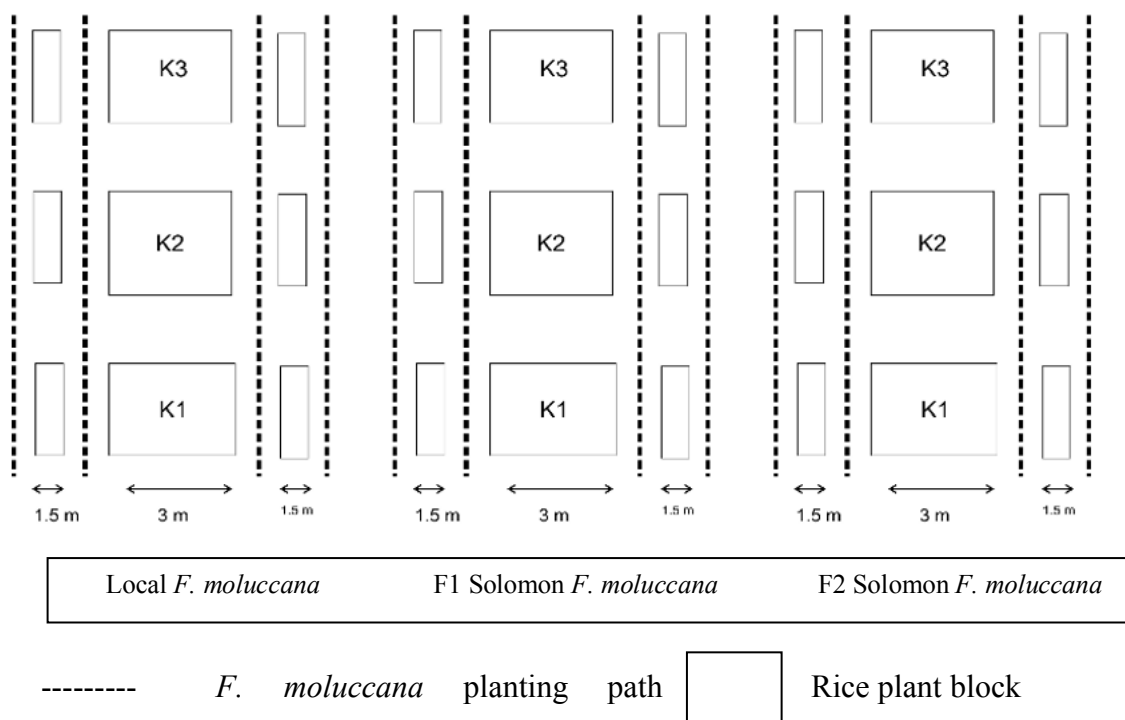 K3 K3 K3
K2 K2 K2
K1 K1 K1
1.5 m 3 m 1.5 m 1.5 m 3 m 1.5 m 1.5 m 3 m 1.5 m
Local F. moluccana F1 Solomon F. moluccana F2 Solomon F. moluccana
--------- F. moluccana planting path Rice plant block